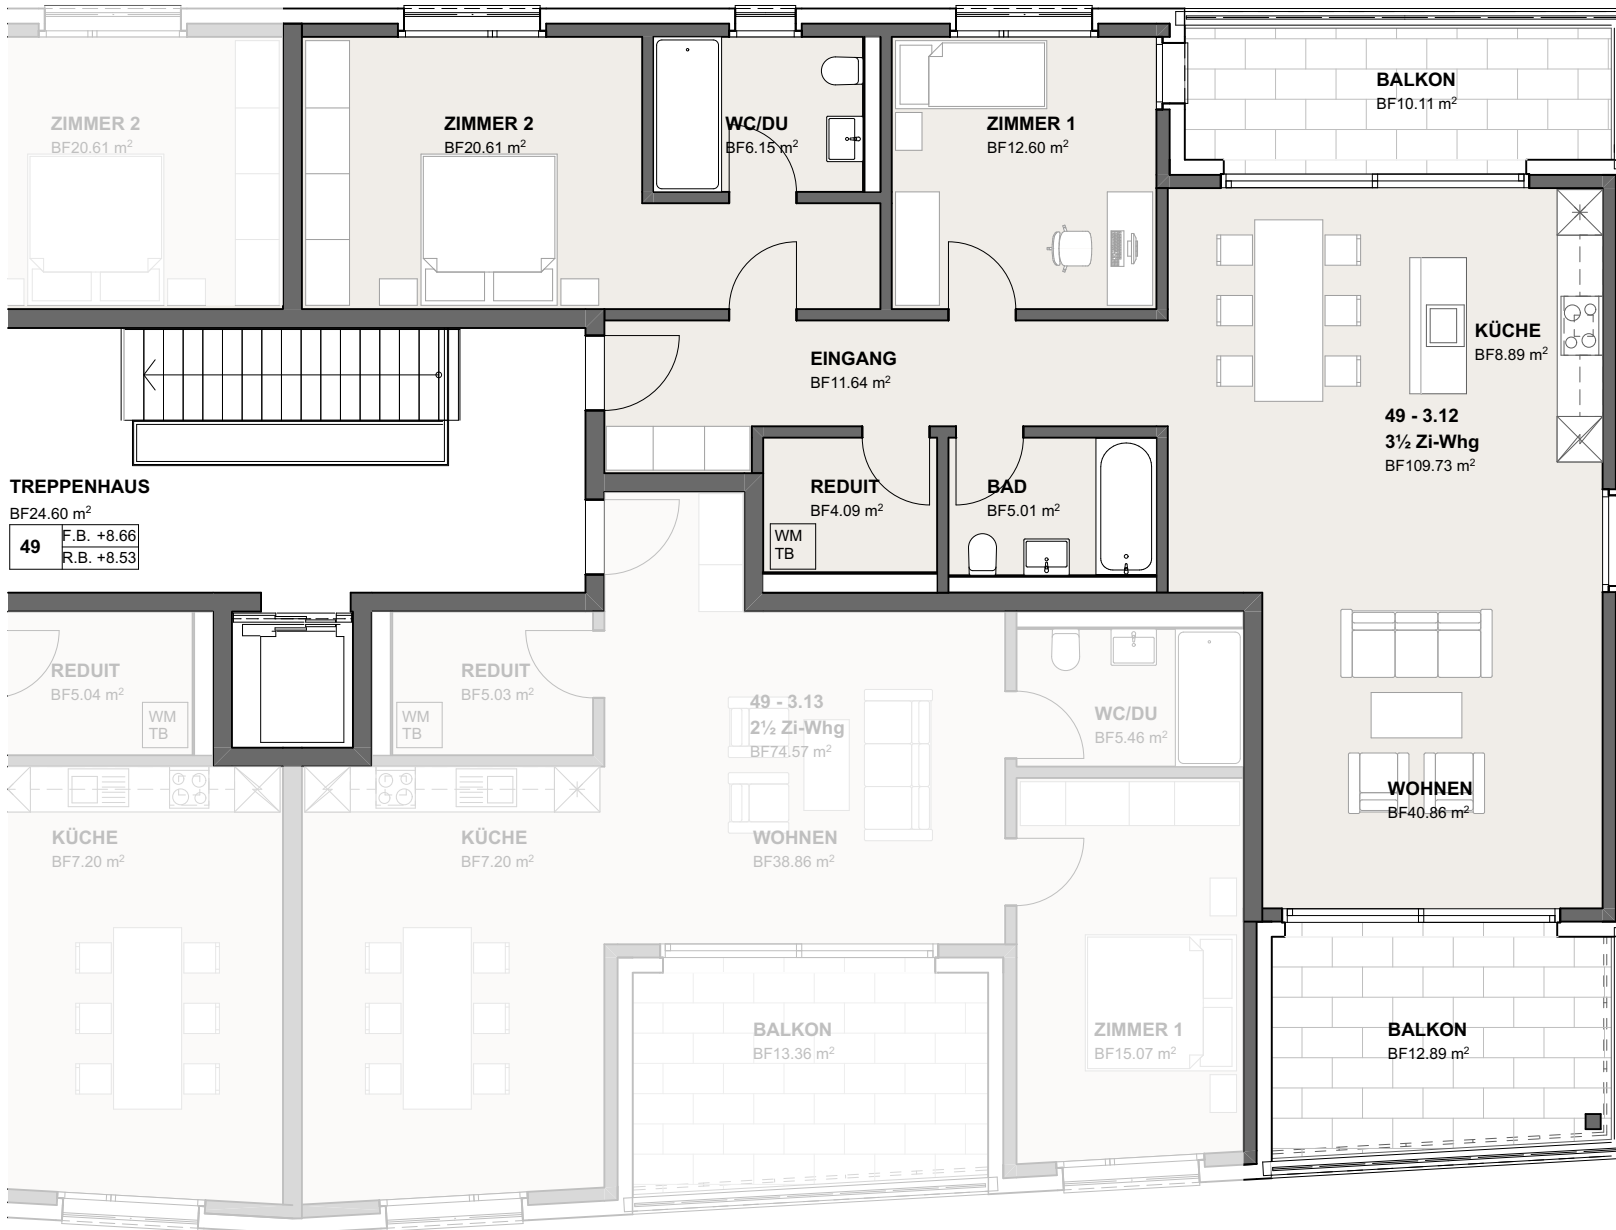 ZIMMER 2
BF20.61 m²
ZIMMER 2
BF20.61 m²
WC/DU
BF6.15 m²
ZIMMER 1
BF12.60 m²
BALKON
BF10.11 m²
EINGANG
BF11.64 m²
KÜCHE
BF8.89 m²
49 - 3.12
3½ Zi-Whg
BF109.73 m²
TREPPENHAUS
BF24.60 m²
49
F.B. +8.66
R.B. +8.53
REDUIT
BF4.09 m²
WM
TB
BAD
BF5.01 m²
REDUIT
BF5.04 m²
WM
TB
REDUIT
BF5.03 m²
WM
TB
49 - 3.13
2½ Zi-Whg
BF74.57 m²
WC/DU
BF5.46 m²
WOHNEN
BF40.86 m²
KÜCHE
BF7.20 m²
KÜCHE
BF7.20 m²
WOHNEN
BF38.86 m²
BALKON
BF13.36 m²
ZIMMER 1
BF15.07 m²
BALKON
BF12.89 m²